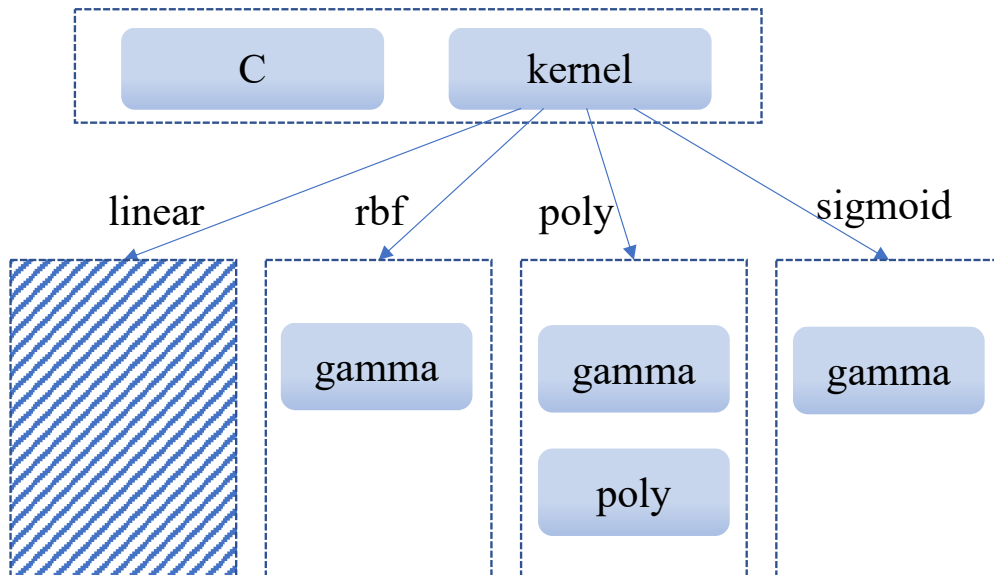 C
kernel
linear
rbf
poly
sigmoid
gamma
gamma
gamma
poly